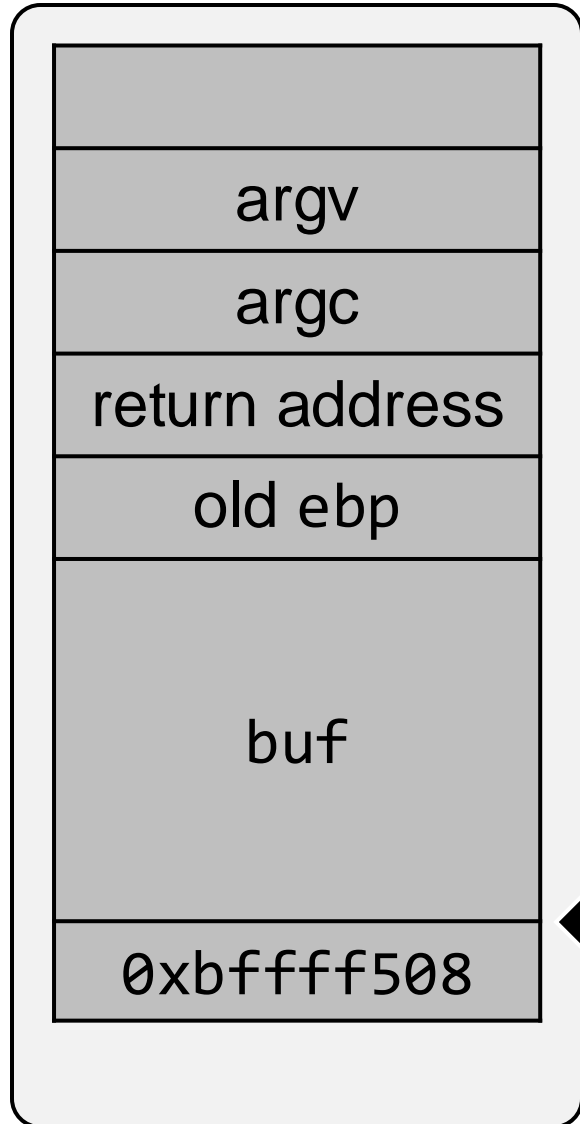 argv
argc
return address
old ebp
buf
0xbffff508